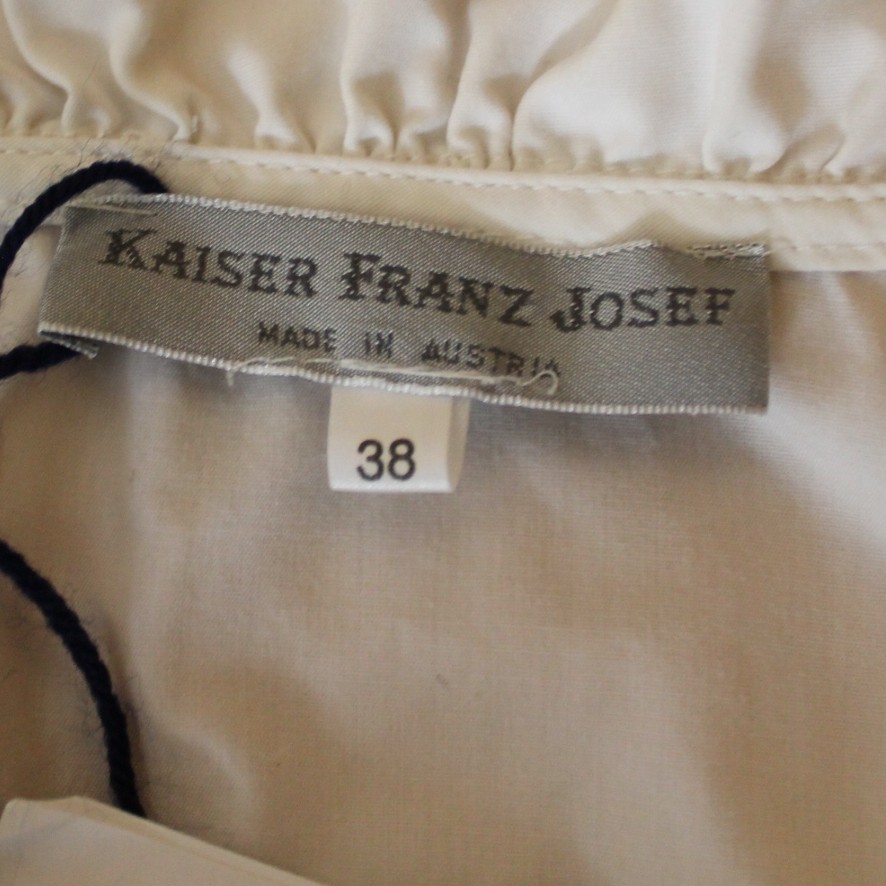 KAISER FRANZ JOSEF
MADE IN AUSTRIA
38